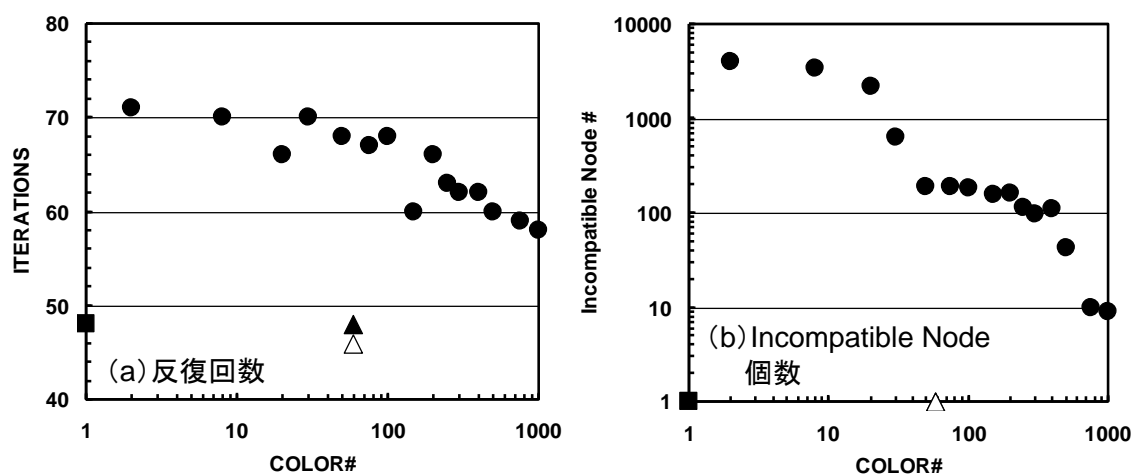 80
70
60
50
40
ITERATIONS
1
10
100
1000
COLOR#
(a)反復回数
10000
1000
100
10
1
Incompatible Node #
1
10
100
1000
COLOR#
(b)Incompatible Node
個数